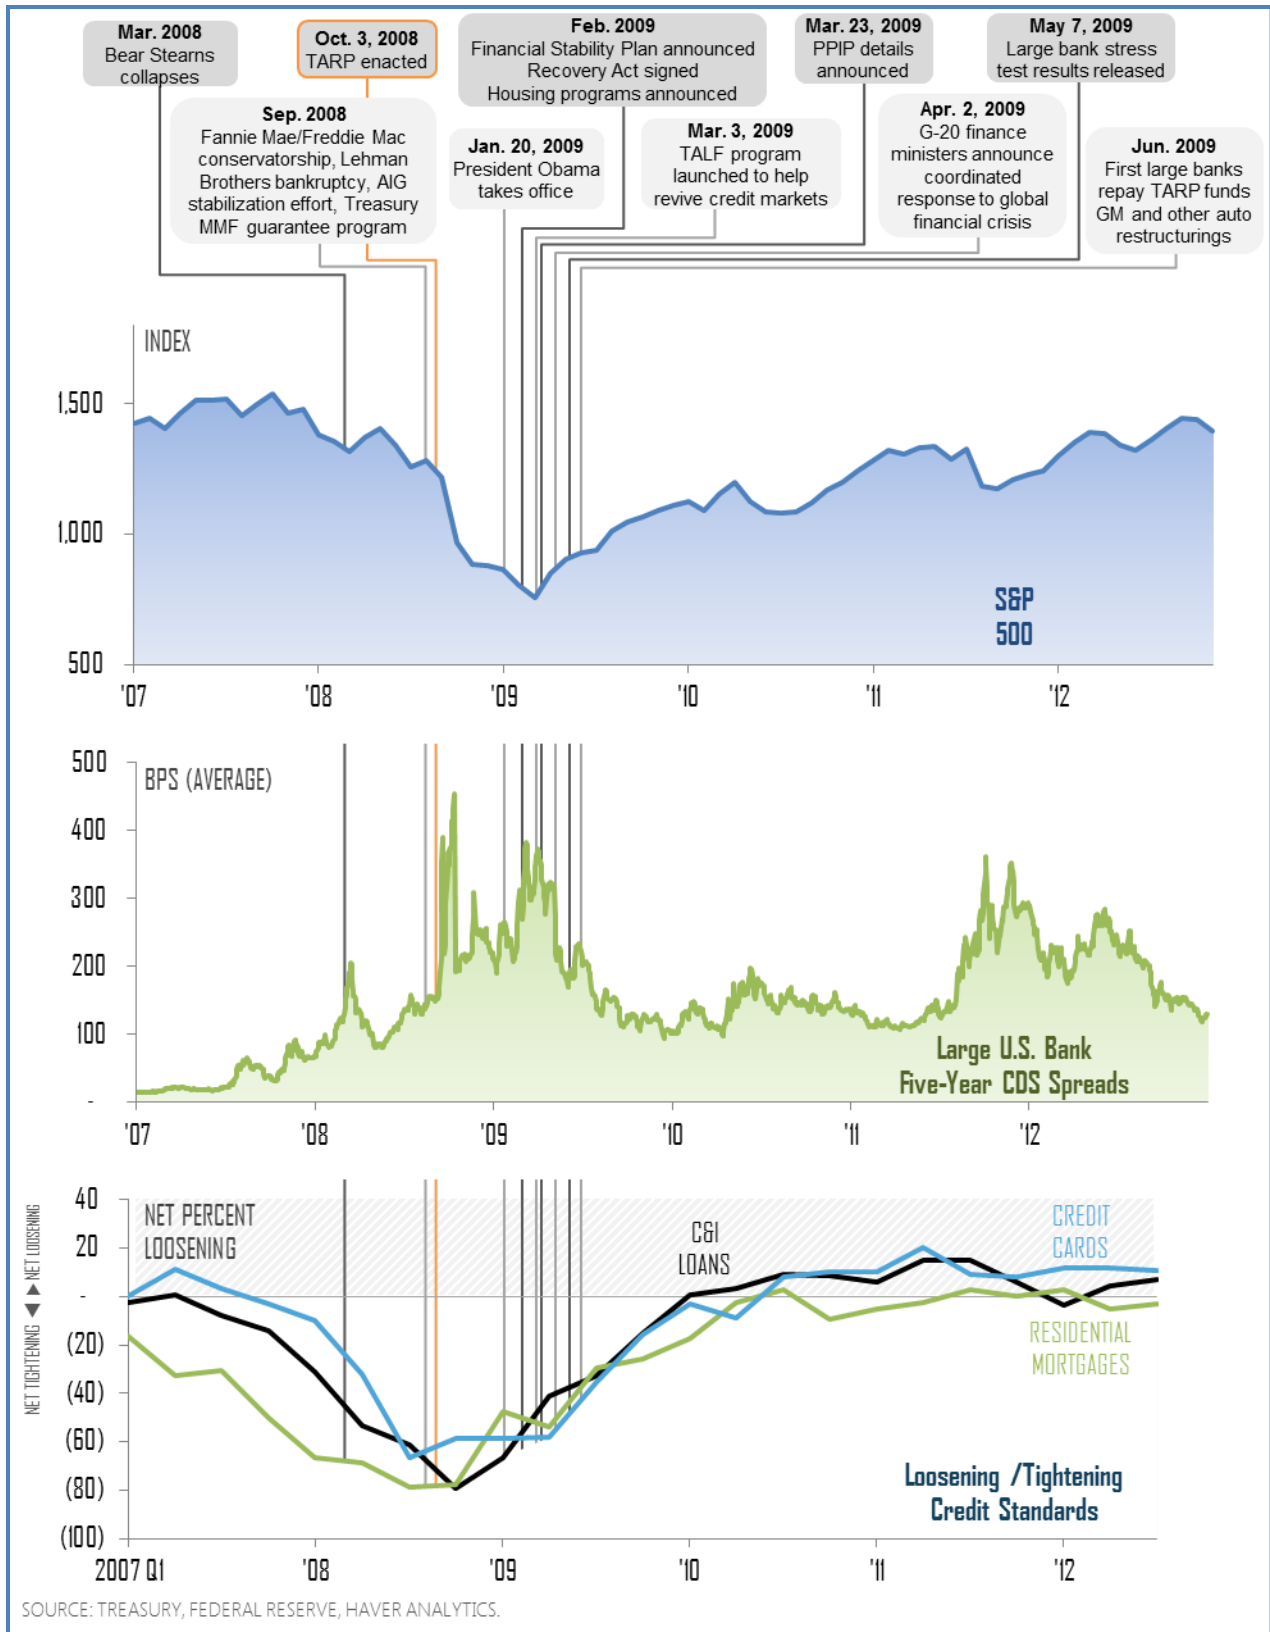 Mar. 2008
Bear Stearns
collapses
Oct. 3, 2008
TARP enacted
Feb. 2009
Financial Stability Plan announced
Recovery Act signed
Housing programs announced
Mar. 23, 2009
PPIP details
announced
May 7, 2009
Large bank stress
test results released
Sep. 2008
Fannie Mae/Freddie Mac
conservatorship, Lehman
Brothers bankruptcy, AIG
stabilization effort, Treasury
MMF guarantee program
Jan. 20, 2009
President Obama
takes office
Mar. 3, 2009
TALF program
launched to help
revive credit markets
Apr. 2, 2009
G-20 finance
ministers announce
coordinated
response to global
financial crisis
Jun. 2009
First large banks
repay TARP funds
GM and other auto
restructurings
INDEX
1,500
1,000
500
S&P
500
'07
'08
'09
'10
'11
'12
BPS (AVERAGE)
500
400
300
200
100
-
Large U.S. Bank
Five-Year CDS Spreads
'07
'08
'09
'10
'11
'12
NET TIGHTENING ◀ ▶ NET LOOSENING
40
20
-
(20)
(40)
(60)
(80)
(100)
NET PERCENT
LOOSENING
C&I
LOANS
CREDIT
CARDS
RESIDENTIAL
MORTGAGES
Loosening /Tightening
Credit Standards
2007 Q1
'08
'09
'10
'11
'12
SOURCE: TREASURY, FEDERAL RESERVE, HAVER ANALYTICS.